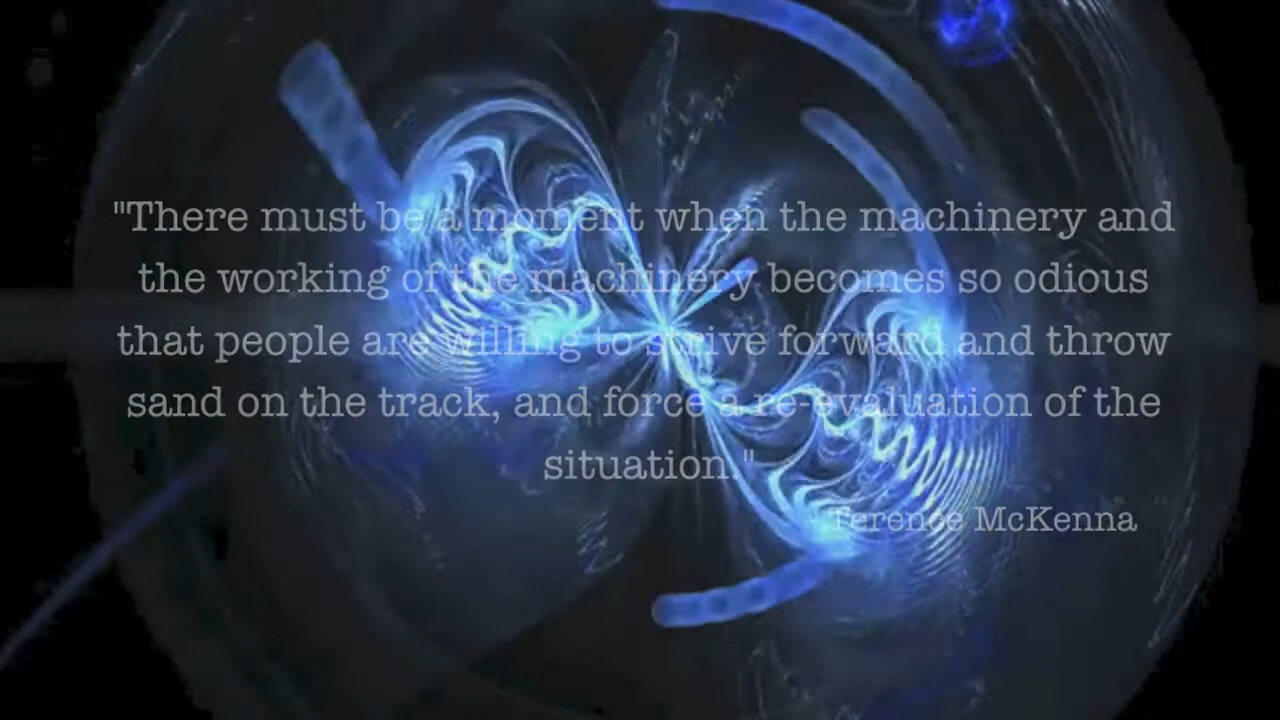 "There must be a moment when the machinery and
the working of the machinery becomes so odious
that people are willing to strive forward and throw
sand on the track, and force a re-evaluation of the
situation."
Terence McKenna